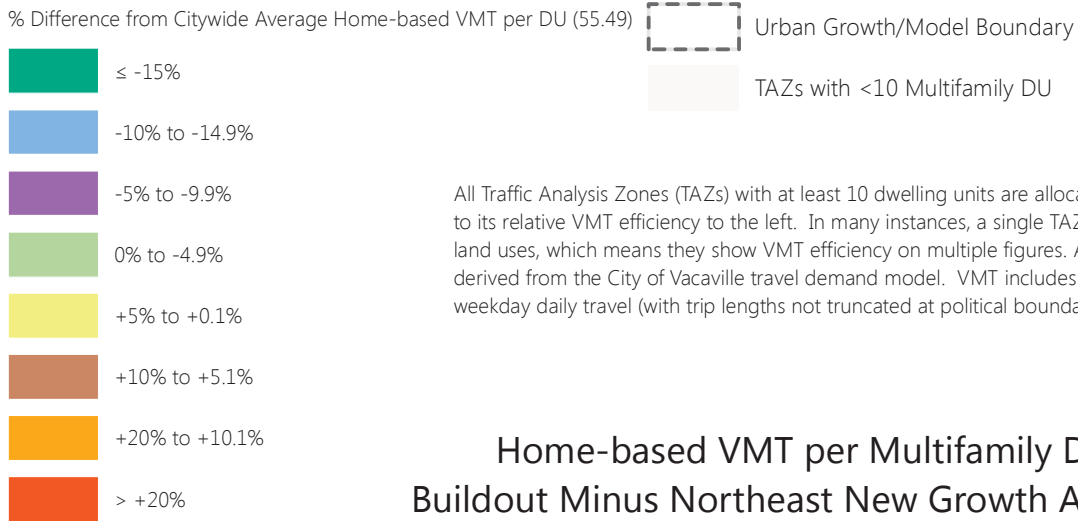 % Difference from Citywide Average Home-based VMT per DU (55.49)
≤ -15%
-10% to -14.9%
-5% to -9.9%
0% to -4.9%
+5% to +0.1%
+10% to +5.1%
+20% to +10.1%
> +20%
Urban Growth/Model Boundary
TAZs with <10 Multifamily DU
All Traffic Analysis Zones (TAZs) with at least 10 dwelling units are
to its relative VMT efficiency to the left. In many instances, a single TAZ
land uses, which means they show VMT efficiency on multiple figures.
derived from the City of Vacaville travel demand model. VMT includes
weekday daily travel (with trip lengths not truncated at political
Home-based VMT per Multifamily
Buildout Minus Northeast New Growth